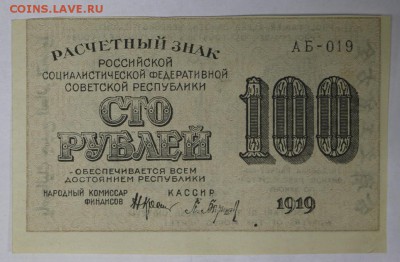 COINS.LAVE.RU
РАСЧЕТНЫЙ ЗНАК
РОССИЙСКОЙ
СОЦИАЛИСТИЧЕСКОЙ ФЕДЕРАТИВНОЙ
СОВЕТСКОЙ РЕСПУБЛИКИ
АБ-019
СТО
РУБЛЕЙ
100
-ОБЕСПЕЧИВАЕТСЯ ВСЕМ
ДОСТОЯНИЕМ РЕСПУБЛИКИ-
НАРОДНЫЙ КОМИССАР
ФИНАНСОВ
КАССИР
1919